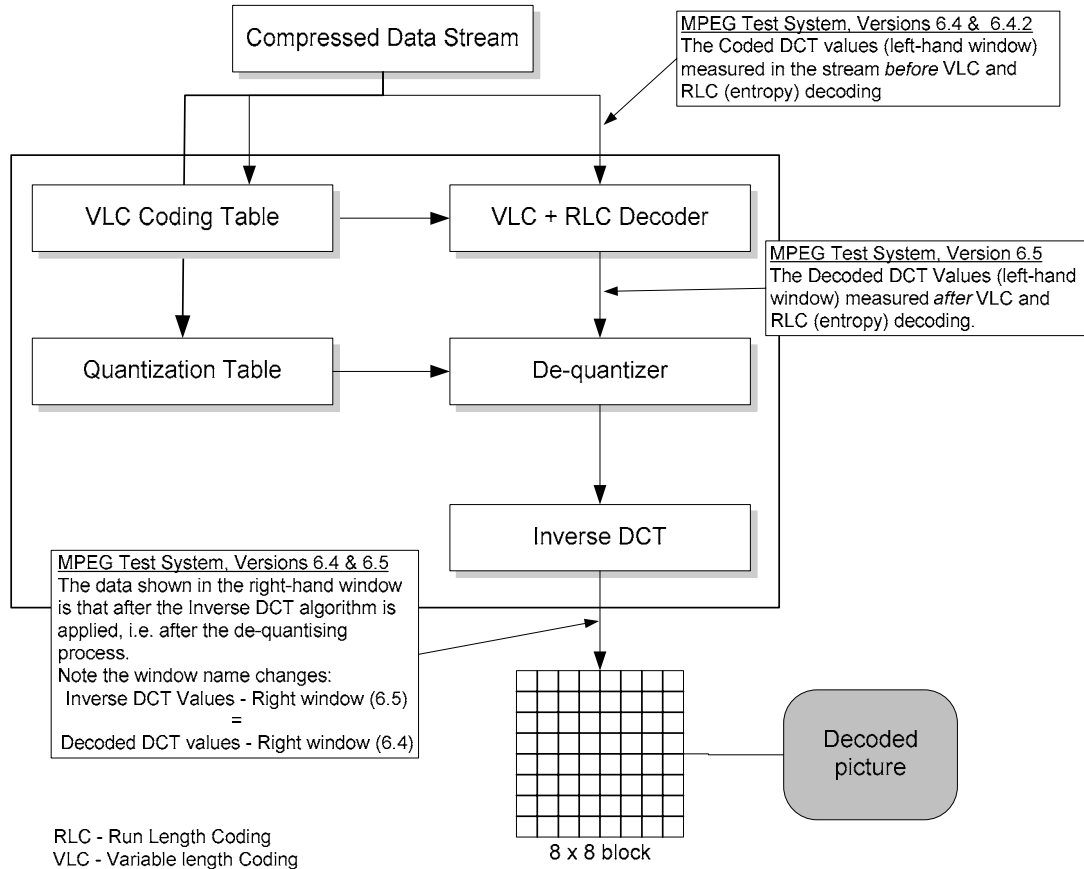 Compressed Data Stream
MPEG Test System, Versions 6.4 & 6.4.2
The Coded DCT values (left-hand window)
measured in the stream before VLC and
RLC (entropy) decoding
VLC Coding Table
VLC + RLC Decoder
MPEG Test System, Version 6.5
The Decoded DCT Values (left-hand
window) measured after VLC and
RLC (entropy) decoding.
Quantization Table
De-quantizer
Inverse DCT
MPEG Test System, Versions 6.4 & 6.5
The data shown in the right-hand window
is that after the Inverse DCT algorithm is
applied, i.e. after the de-quantising
process.
Note the window name changes:
Inverse DCT Values - Right window (6.5)
=
Decoded DCT values - Right window (6.4)
Decoded
picture
8 x 8 block
RLC - Run Length Coding
VLC - Variable length Coding